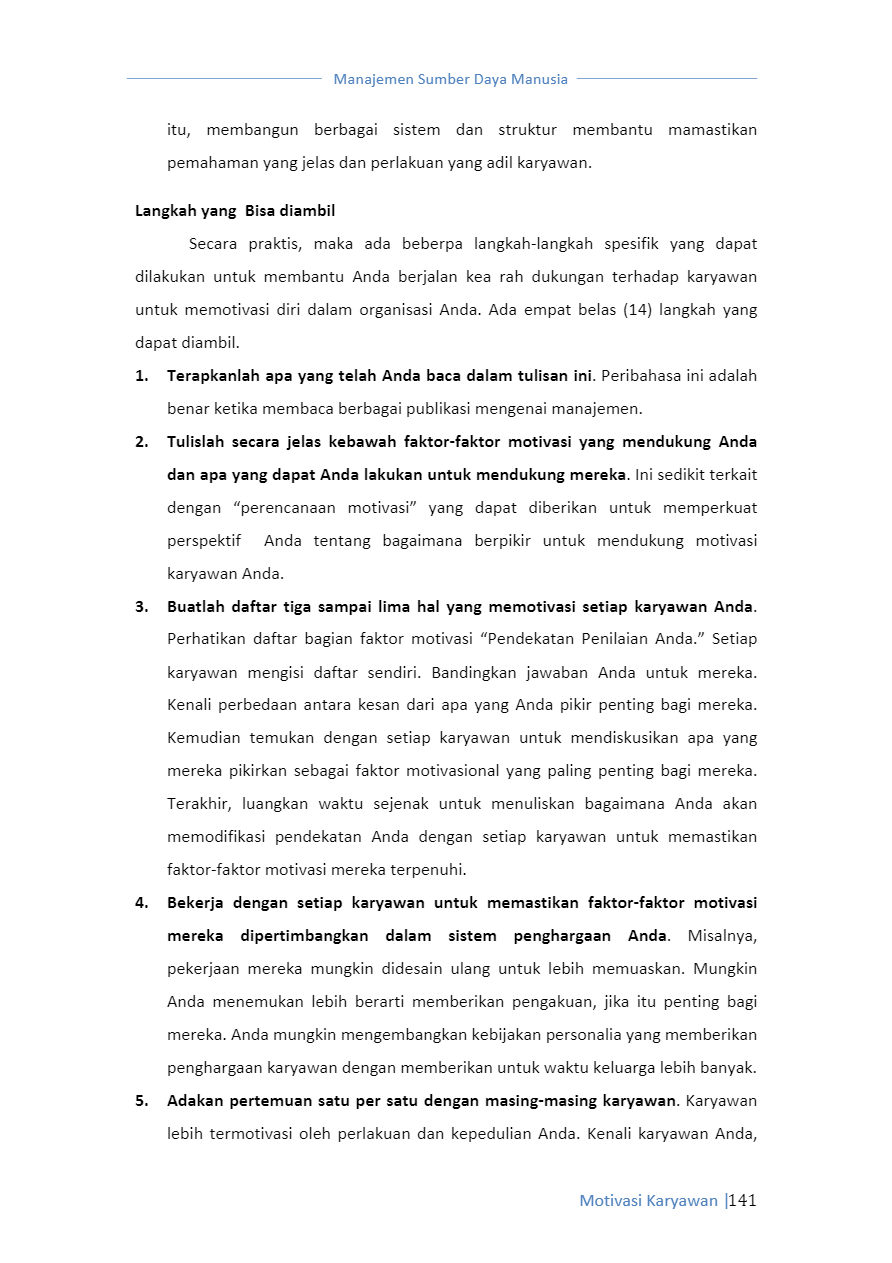 Manajemen Sumber Daya Manusia
itu, membangun berbagai sistem dan struktur membantu mamastikan
pemahaman yang jelas dan perlakuan yang adil karyawan.
Langkah yang  Bisa diambil
Secara praktis, maka ada beberpa langkah-langkah spesifik yang dapat
dilakukan untuk membantu Anda berjalan kea rah dukungan terhadap karyawan
untuk memotivasi diri dalam organisasi Anda. Ada empat belas (14) langkah yang
dapat diambil.
1. Terapkanlah apa yang telah Anda baca dalam tulisan ini. Peribahasa ini adalah
benar ketika membaca berbagai publikasi mengenai manajemen.
2. Tulislah secara jelas kebawah faktor-faktor motivasi yang mendukung Anda
dan apa yang dapat Anda lakukan untuk mendukung mereka. Ini sedikit terkait
dengan “perencanaan motivasi” yang dapat diberikan untuk memperkuat
perspektif  Anda tentang bagaimana berpikir untuk mendukung motivasi
karyawan Anda.
3. Buatlah daftar tiga sampai lima hal yang memotivasi setiap karyawan Anda.
Perhatikan daftar bagian faktor motivasi “Pendekatan Penilaian Anda.” Setiap
karyawan mengisi daftar sendiri. Bandingkan jawaban Anda untuk mereka.
Kenali perbedaan antara kesan dari apa yang Anda pikir penting bagi mereka.
Kemudian temukan dengan setiap karyawan untuk mendiskusikan apa yang
mereka pikirkan sebagai faktor motivasional yang paling penting bagi mereka.
Terakhir, luangkan waktu sejenak untuk menuliskan bagaimana Anda akan
memodifikasi pendekatan Anda dengan setiap karyawan untuk memastikan
faktor-faktor motivasi mereka terpenuhi.
4. Bekerja dengan setiap karyawan untuk memastikan faktor-faktor motivasi
mereka dipertimbangkan dalam sistem penghargaan Anda. Misalnya,
pekerjaan mereka mungkin didesain ulang untuk lebih memuaskan. Mungkin
Anda menemukan lebih berarti memberikan pengakuan, jika itu penting bagi
mereka. Anda mungkin mengembangkan kebijakan personalia yang memberikan
penghargaan karyawan dengan memberikan untuk waktu keluarga lebih banyak.
5. Adakan pertemuan satu per satu dengan masing-masing karyawan. Karyawan
lebih termotivasi oleh perlakuan dan kepedulian Anda. Kenali karyawan Anda,
Motivasi Karyawan |141